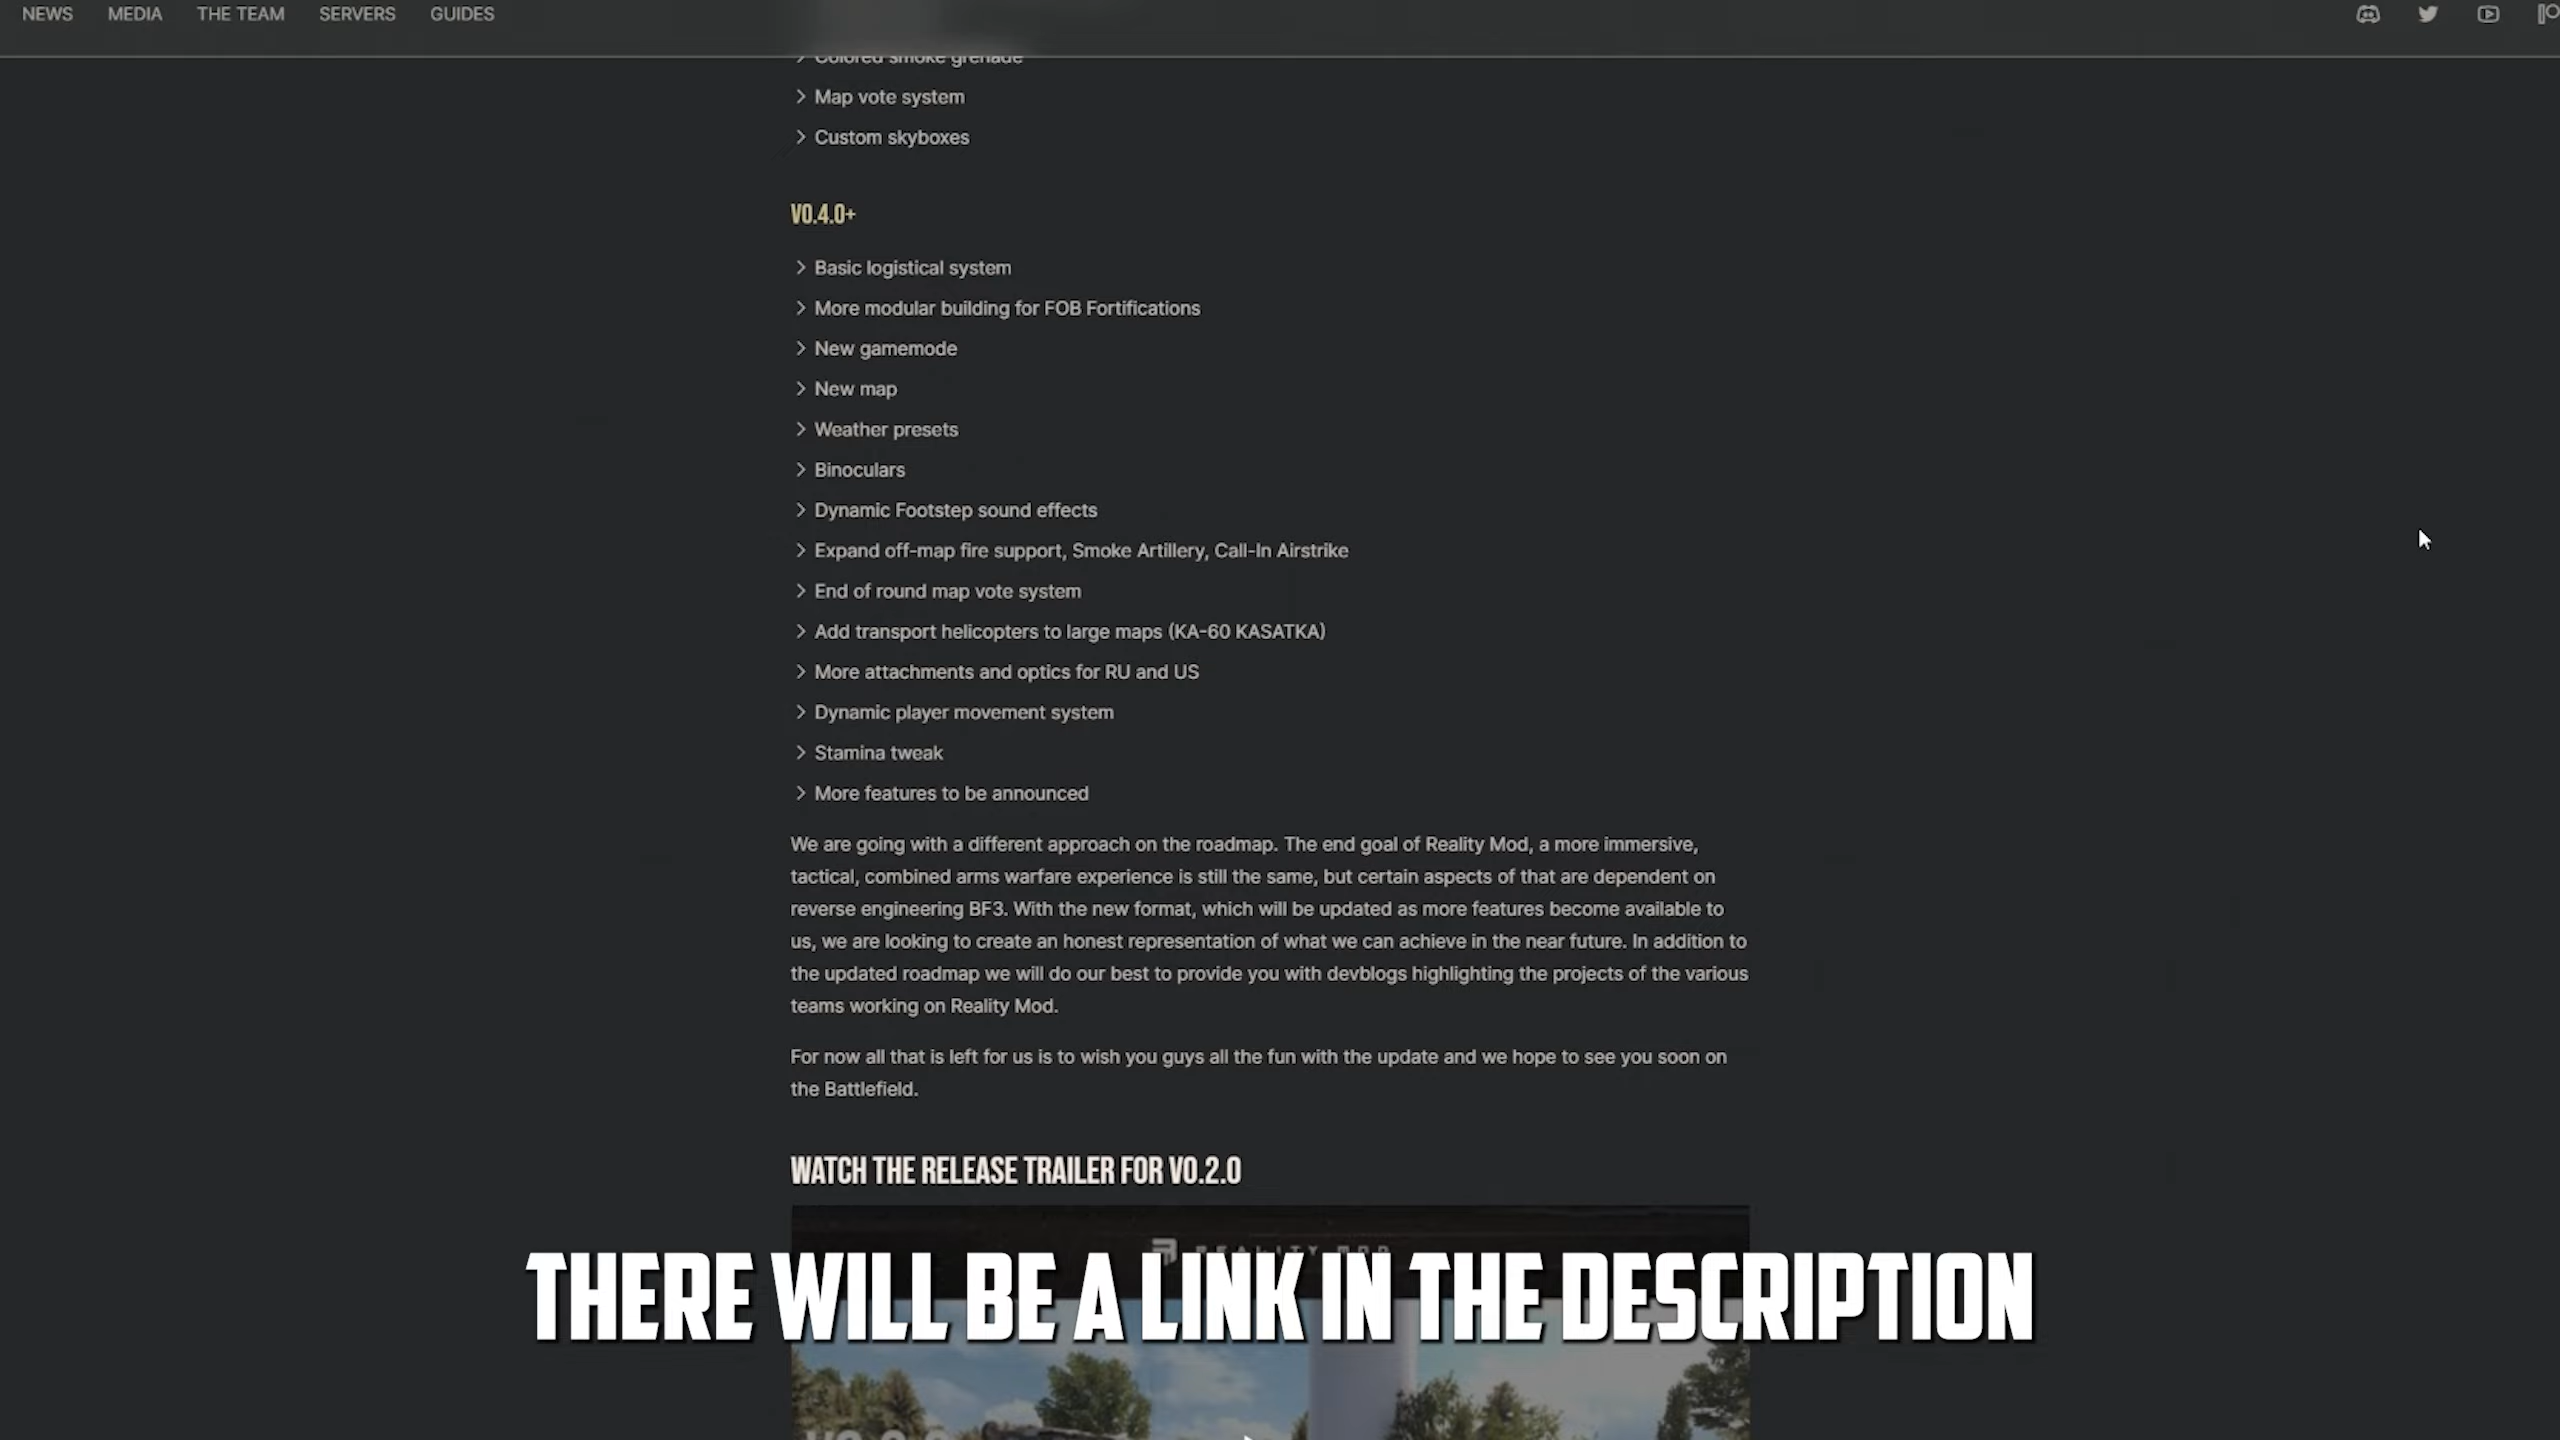 NEWS MEDIA THE TEAM SERVERS GUIDES
Colored smoke grenade
Map vote system
Custom skyboxes
V0.4.0+
Basic logistical system
More modular building for FOB Fortifications
New gamemode
New map
Weather presets
Binoculars
Dynamic Footstep sound effects
Expand off-map fire support, Smoke Artillery, Call-In Airstrike
End of round map vote system
Add transport helicopters to large maps (KA-60 KASATKA)
More attachments and optics for RU and US
Dynamic player movement system
Stamina tweak
More features to be announced
We are going with a different approach on the roadmap. The end goal of Reality Mod, a more immersive,
tactical, combined arms warfare experience is still the same, but certain aspects of that are dependent on
reverse engineering BF3. With the new format, which will be updated as more features become available to
us, we are looking to create an honest representation of what we can achieve in the near future. In addition to
the updated roadmap we will do our best to provide you with devblogs highlighting the projects of the various
teams working on Reality Mod.
For now all that is left for us is to wish you guys all the fun with the update and we hope to see you soon on
the Battlefield.
WATCH THE RELEASE TRAILER FOR V0.2.0
THERE WILL BE A LINK IN THE DESCRIPTION